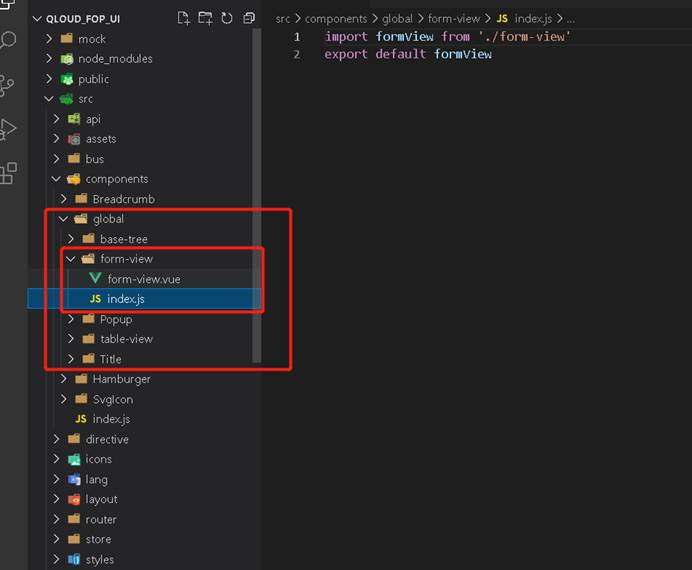 QLOUD_FOP_UI
mock
node_modules
public
src
api
assets
bus
components
Breadcrumb
global
base-tree
form-view
form-view.vue
JS index.js
Popup
table-view
Title
Hamburger
SvgIcon
JS index.js
directive
icons
lang
layout
router
store
styles
src > components > global > form-view > JS index.js > ...
1 import formView from './form-view'
2 export default formView